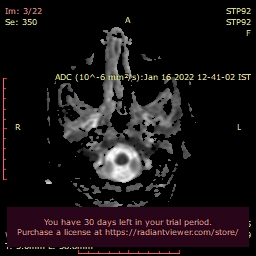 Im: 3/22
Se: 350
STP92
STP92
F
A
ADC (10^-6 mm²/s):Jan 16 2022 12-41-02 IST
R
L
You have 30 days left in your trial period.
Purchase a license at https://radiantviewer.com/store/